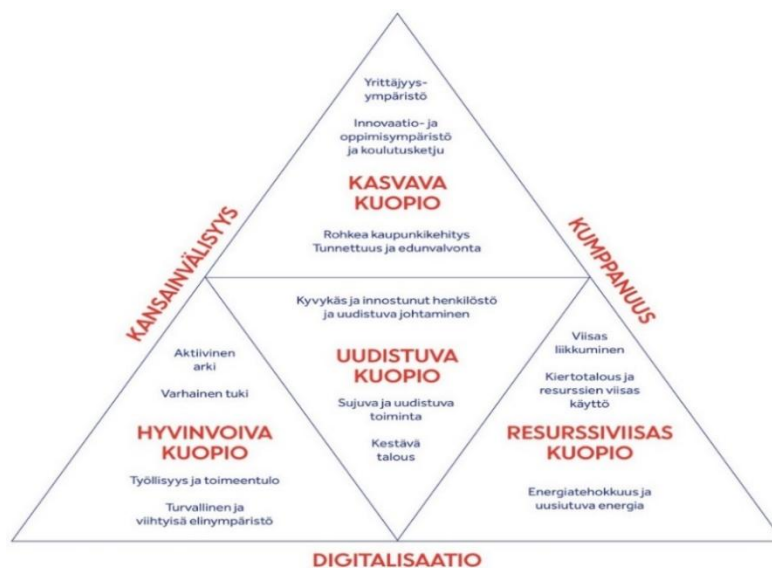 Yrittäjyys-
ympäristö
Innovaatio- ja
oppimisympäristö
ja koulutusketju
KASVAVA
KUOPIO
Rohkea kaupunkikehitys
Tunnettuus ja edunvalvonta
KANSAINVÄLISYYS
KUMPPANUUS
Kyvykäs ja innostunut henkilöstö
ja uudistuva johtaminen
UUDISTUVA
KUOPIO
Sujuva ja uudistuva
toiminta
Kestävä
talous
Aktiivinen
arki
Varhainen tuki
HYVINVOIVA
KUOPIO
Työllisyys ja toimeentulo
Turvallinen ja
viihtyisä elinympäristö
Viisas
liikkuminen
Kiertotalous ja
resurssien viisas
käyttö
RESURSSIVIISAS
KUOPIO
Energiatehokkuus ja
uusiutuva energia
DIGITALISAATIO